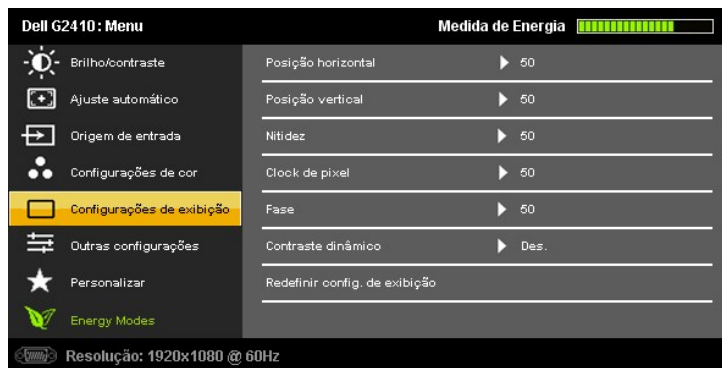 Dell G2410 : Menu
Medida de Energia
Brilho/contraste
Posição horizontal 50
Ajuste automático
Posição vertical 50
Origem de entrada
Nitidez 50
Configurações de cor
Clock de pixel 50
Configurações de exibição
Fase 50
Outras configurações
Contraste dinâmico Des.
Personalizar
Redefinir config. de exibição
Energy Modes
Resolução: 1920x1080 @ 60Hz